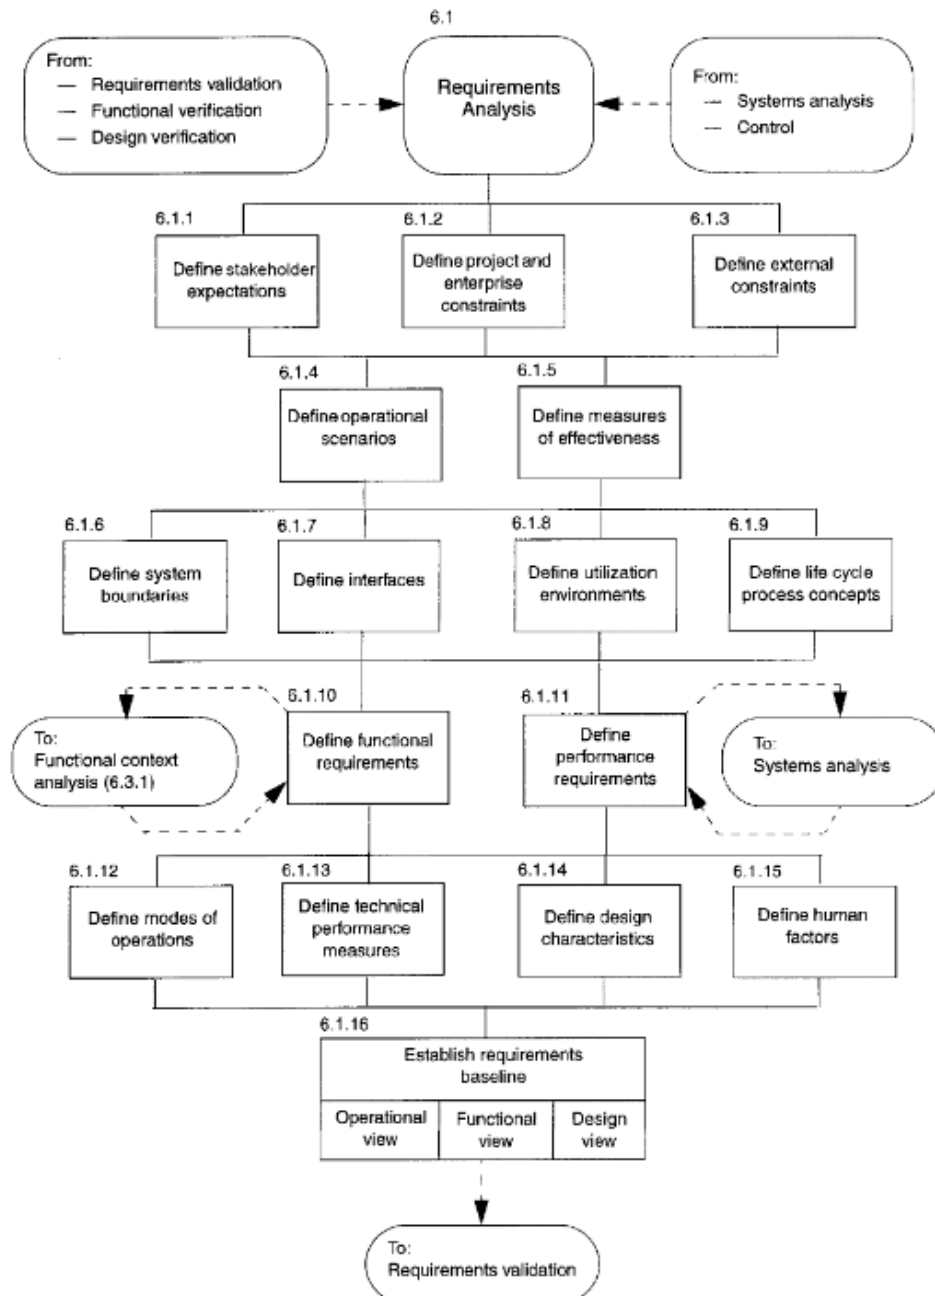 6.1
From:
— Requirements validation
— Functional verification
— Design verification
Requirements
Analysis
From:
— Systems analysis
— Control
6.1.1
Define stakeholder
expectations
6.1.2
Define project and
enterprise
constraints
6.1.3
Define external
constraints
6.1.4
Define operational
scenarios
6.1.5
Define measures
of effectiveness
6.1.6
Define system
boundaries
6.1.7
Define interfaces
6.1.8
Define utilization
environments
6.1.9
Define life cycle
process concepts
6.1.10
Define functional
requirements
6.1.11
Define
performance
requirements
To:
Functional context
analysis (6.3.1)
To:
Systems analysis
6.1.12
Define modes of
operations
6.1.13
Define technical
performance
measures
6.1.14
Define design
characteristics
6.1.15
Define human
factors
6.1.16
Establish requirements
baseline
Operational
view
Functional
view
Design
view
To:
Requirements validation